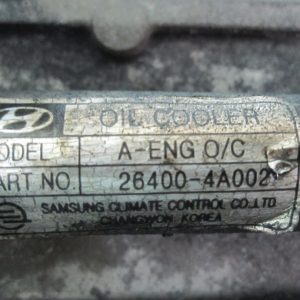 OIL COOLER
MODEL A-ENG O/C
PART NO. 26400-4A002
SAMSUNG CLIMATE CONTROL CO.,LTD
CHANGWON KOREA